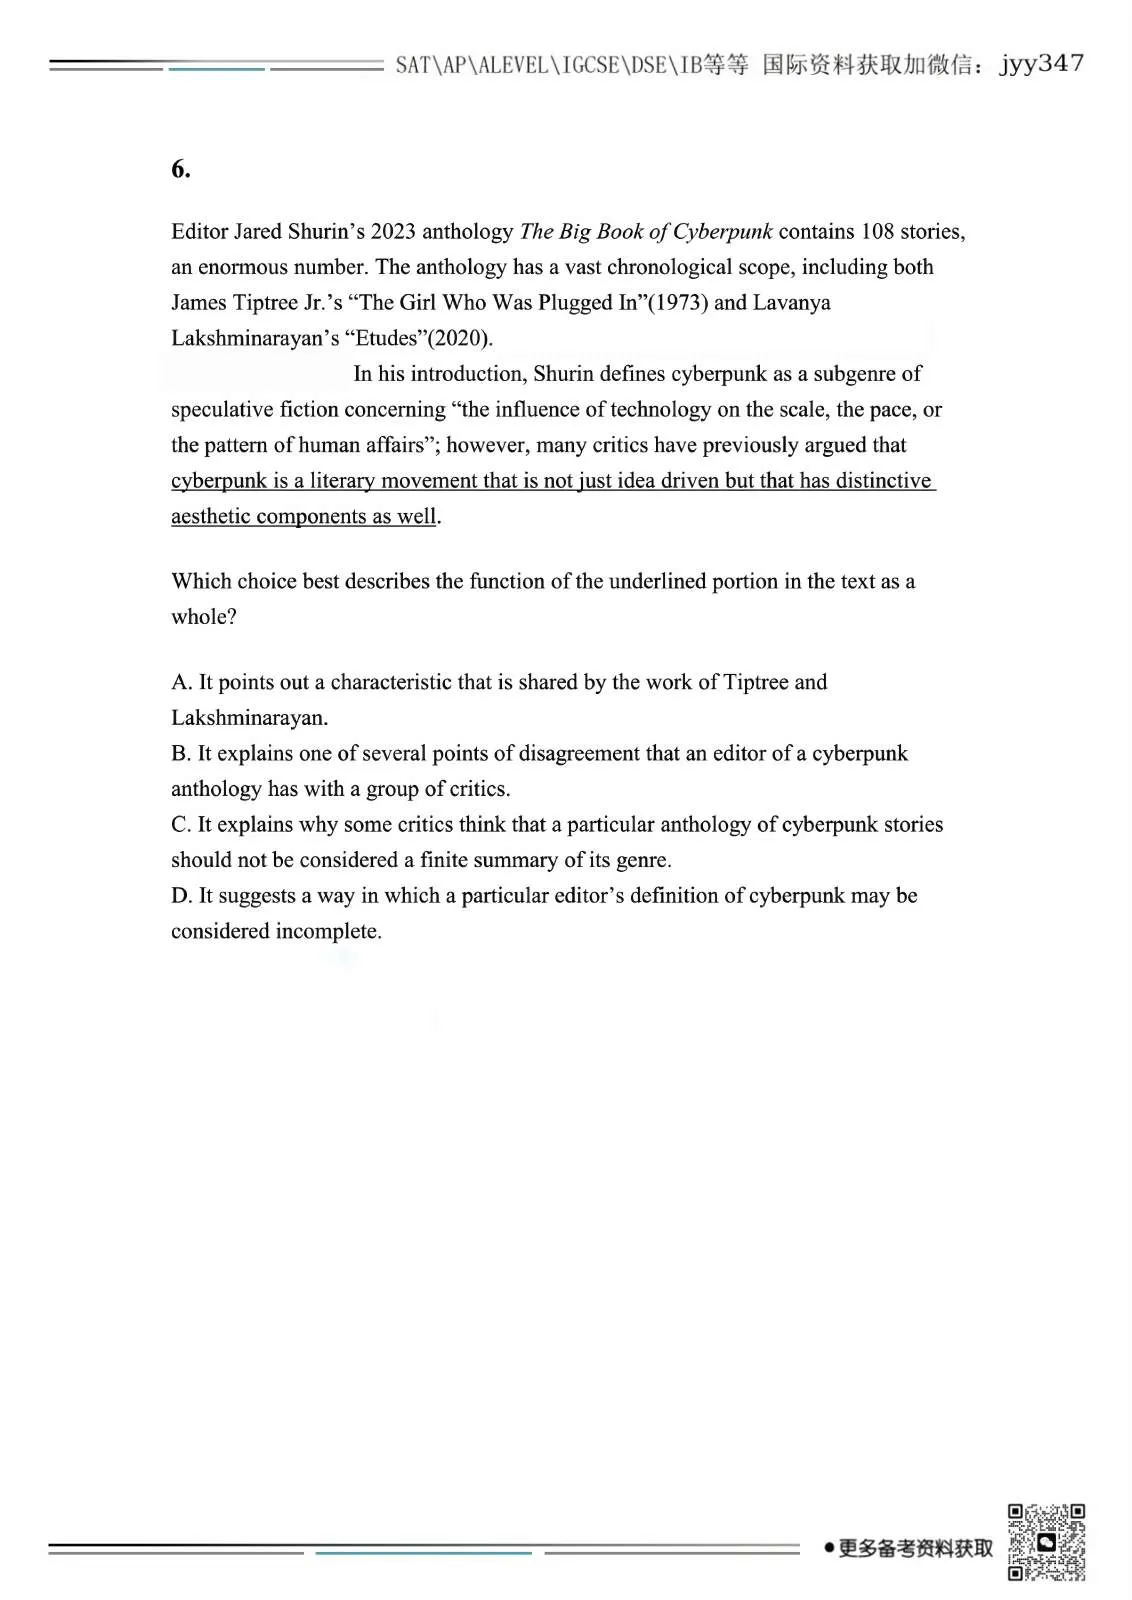 SAT\AP\ALEVEL\IGCSE\DSE\IB等等 国际资料获取加微信: jyy347
6.
Editor Jared Shurin’s 2023 anthology The Big Book of Cyberpunk contains 108 stories,
an enormous number. The anthology has a vast chronological scope, including both
James Tiptree Jr.’s “The Girl Who Was Plugged In”(1973) and Lavanya
Lakshminarayan’s “Etudes”(2020).
In his introduction, Shurin defines cyberpunk as a subgenre of
speculative fiction concerning “the influence of technology on the scale, the pace, or
the pattern of human affairs”; however, many critics have previously argued that
cyberpunk is a literary movement that is not just idea driven but that has distinctive
aesthetic components as well.
Which choice best describes the function of the underlined portion in the text as a
whole?
A. It points out a characteristic that is shared by the work of Tiptree and
Lakshminarayan.
B. It explains one of several points of disagreement that an editor of a cyberpunk
anthology has with a group of critics.
C. It explains why some critics think that a particular anthology of cyberpunk stories
should not be considered a finite summary of its genre.
D. It suggests a way in which a particular editor’s definition of cyberpunk may be
considered incomplete.
●更多备考资料获取